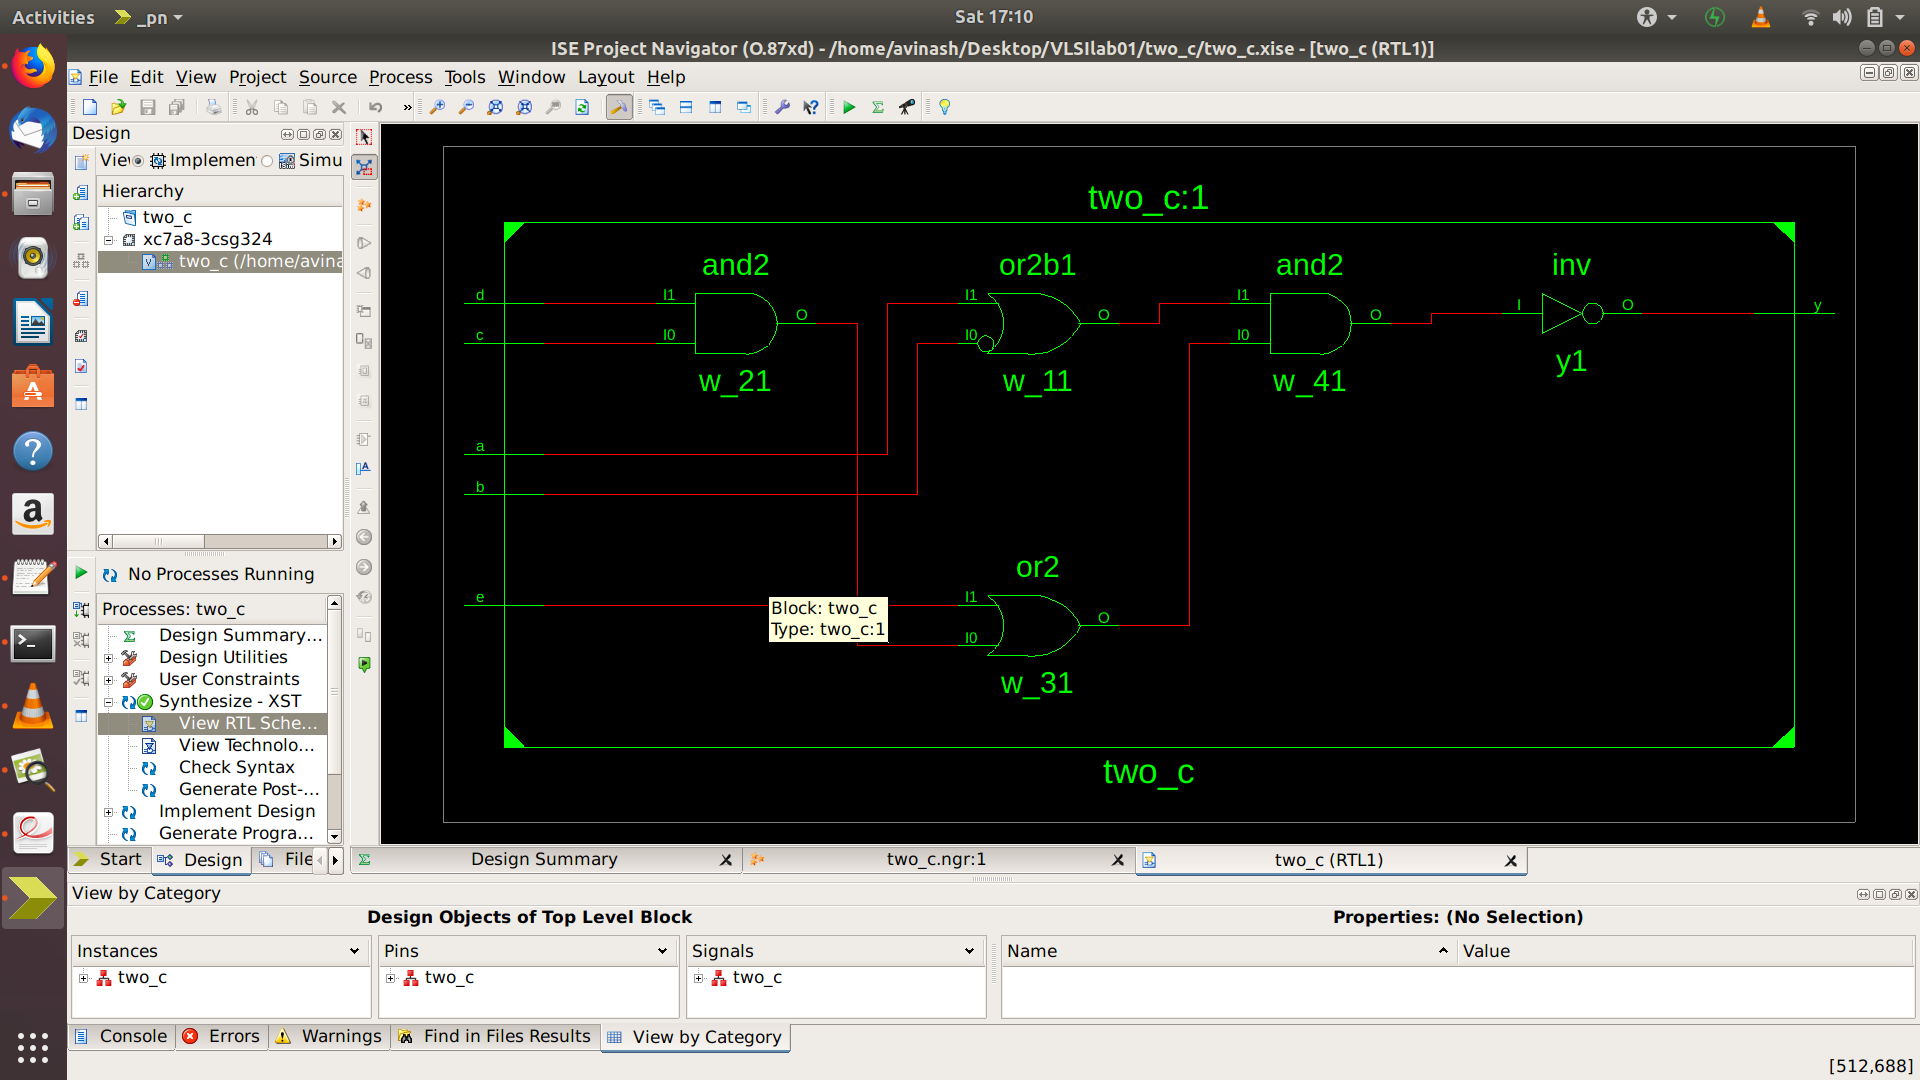 Activities
_pn
Sat 17:10
ISE Project Navigator (O.87xd) - /home/avinash/Desktop/VLSIlab01/two_c/two_c.xise - [two_c (RTL1)]
File Edit View Project Source Process Tools Window Layout Help
Design
Implemen
Simu
Hierarchy
two_c
xc7a8-3csg324
two_c (/home/avina
No Processes Running
Processes: two_c
Design Summary...
Design Utilities
User Constraints
Synthesize - XST
View RTL Sche...
View Technolo...
Check Syntax
Generate Post-...
Implement Design
Generate Progra...
Start
Design
File
two_c:1
and2
or2b1
and2
inv
d
I1
I1
I1
I
O
y
c
I0
O
I0
O
I0
O
w_21
w_11
w_41
y1
a
b
or2
e
I1
I0
O
w_31
Block: two_c
Type: two_c:1
two_c
Design Summary
two_c.ngr:1
two_c (RTL1)
View by Category
Design Objects of Top Level Block
Properties: (No Selection)
Instances
Pins
Signals
Name
Value
two_c
two_c
two_c
Console
Errors
Warnings
Find in Files Results
View by Category
[512,688]